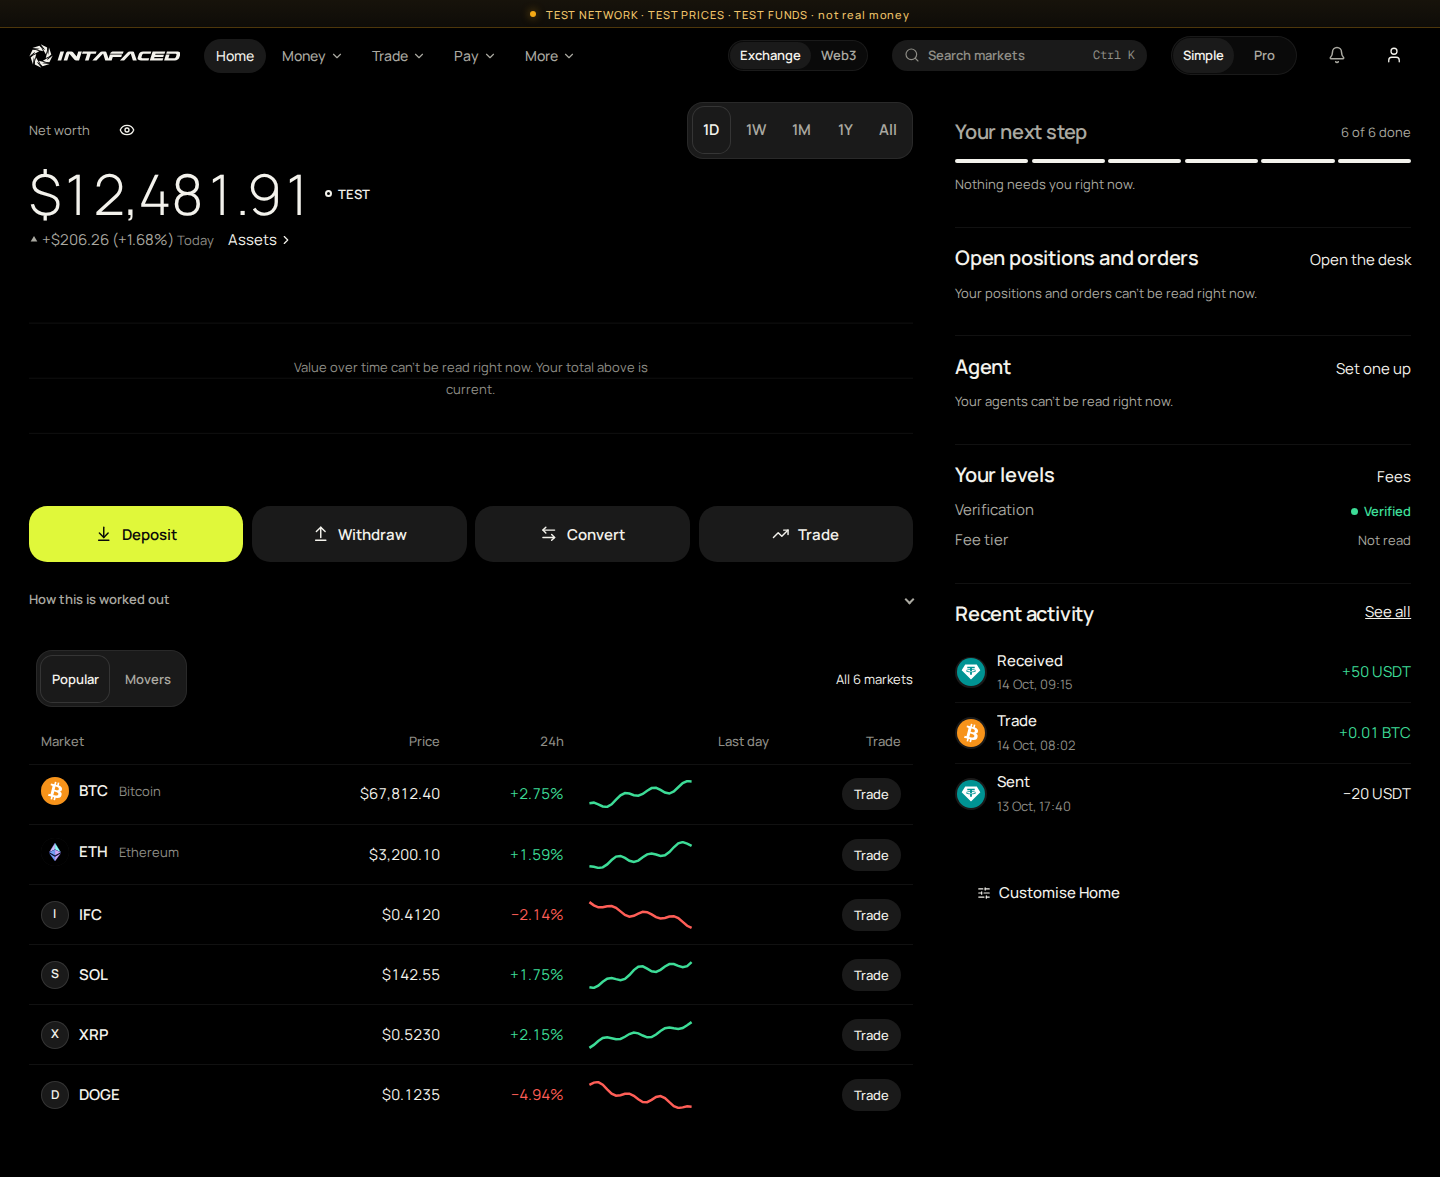 TEST NETWORK · TEST PRICES · TEST FUNDS · not real money
INTAFACED
Home Money Trade Pay More Exchange Web3 Search markets Ctrl K Simple Pro
Net worth
1D 1W 1M 1Y All
$12,481.91 TEST
+$206.26 (+1.68%) Today Assets
Value over time can't be read right now. Your total above is
current.
Deposit Withdraw Convert Trade
How this is worked out
Popular Movers All 6 markets
Market Price 24h Last day Trade
BTC Bitcoin $67,812.40 +2.75% Trade
ETH Ethereum $3,200.10 +1.59% Trade
I IFC $0.4120 −2.14% Trade
S SOL $142.55 +1.75% Trade
X XRP $0.5230 +2.15% Trade
D DOGE $0.1235 −4.94% Trade
Your next step 6 of 6 done
Nothing needs you right now.
Open positions and orders Open the desk
Your positions and orders can't be read right now.
Agent Set one up
Your agents can't be read right now.
Your levels Fees
Verification Verified
Fee tier Not read
Recent activity See all
Received +50 USDT
14 Oct, 09:15
Trade +0.01 BTC
14 Oct, 08:02
Sent −20 USDT
13 Oct, 17:40
Customise Home